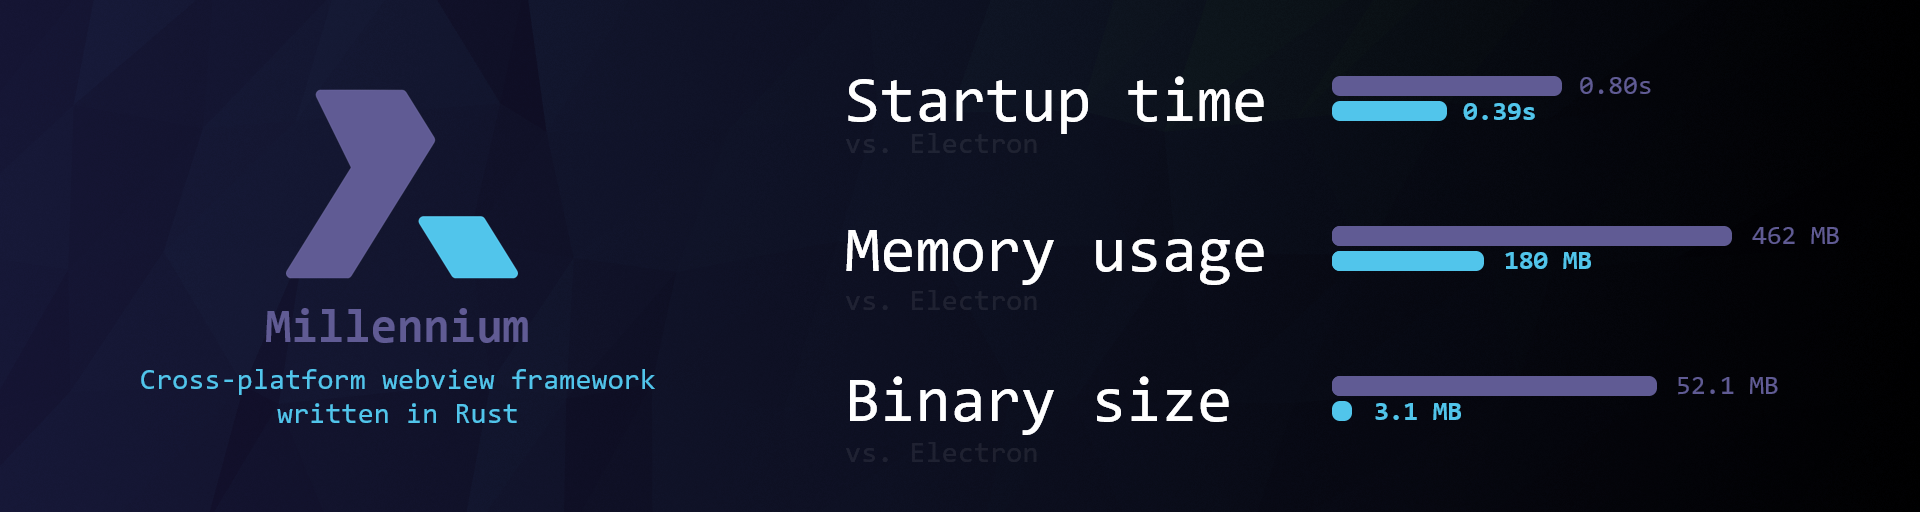 Millennium
Cross-platform webview framework
written in Rust
Startup time
vs. Electron
0.80s
0.39s
Memory usage
vs. Electron
462 MB
180 MB
Binary size
vs. Electron
52.1 MB
3.1 MB